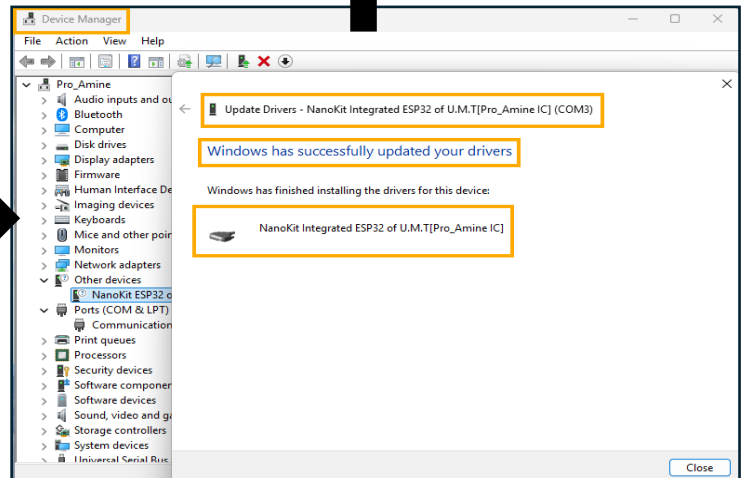 Device Manager
File Action View Help
Pro_Amine
Audio inputs and ou
Bluetooth
Computer
Disk drives
Display adapters
Firmware
Human Interface De
Imaging devices
Keyboards
Mice and other poin
Monitors
Network adapters
Other devices
NanoKit ESP32 o
Ports (COM & LPT)
Communication
Print queues
Processors
Security devices
Software componen
Software devices
Sound, video and ga
Storage controllers
System devices
Universal Serial Bus
Update Drivers - NanoKit Integrated ESP32 of U.M.T[Pro_Amine IC] (COM3)
Windows has successfully updated your drivers
Windows has finished installing the drivers for this device:
NanoKit Integrated ESP32 of U.M.T[Pro_Amine IC]
Close